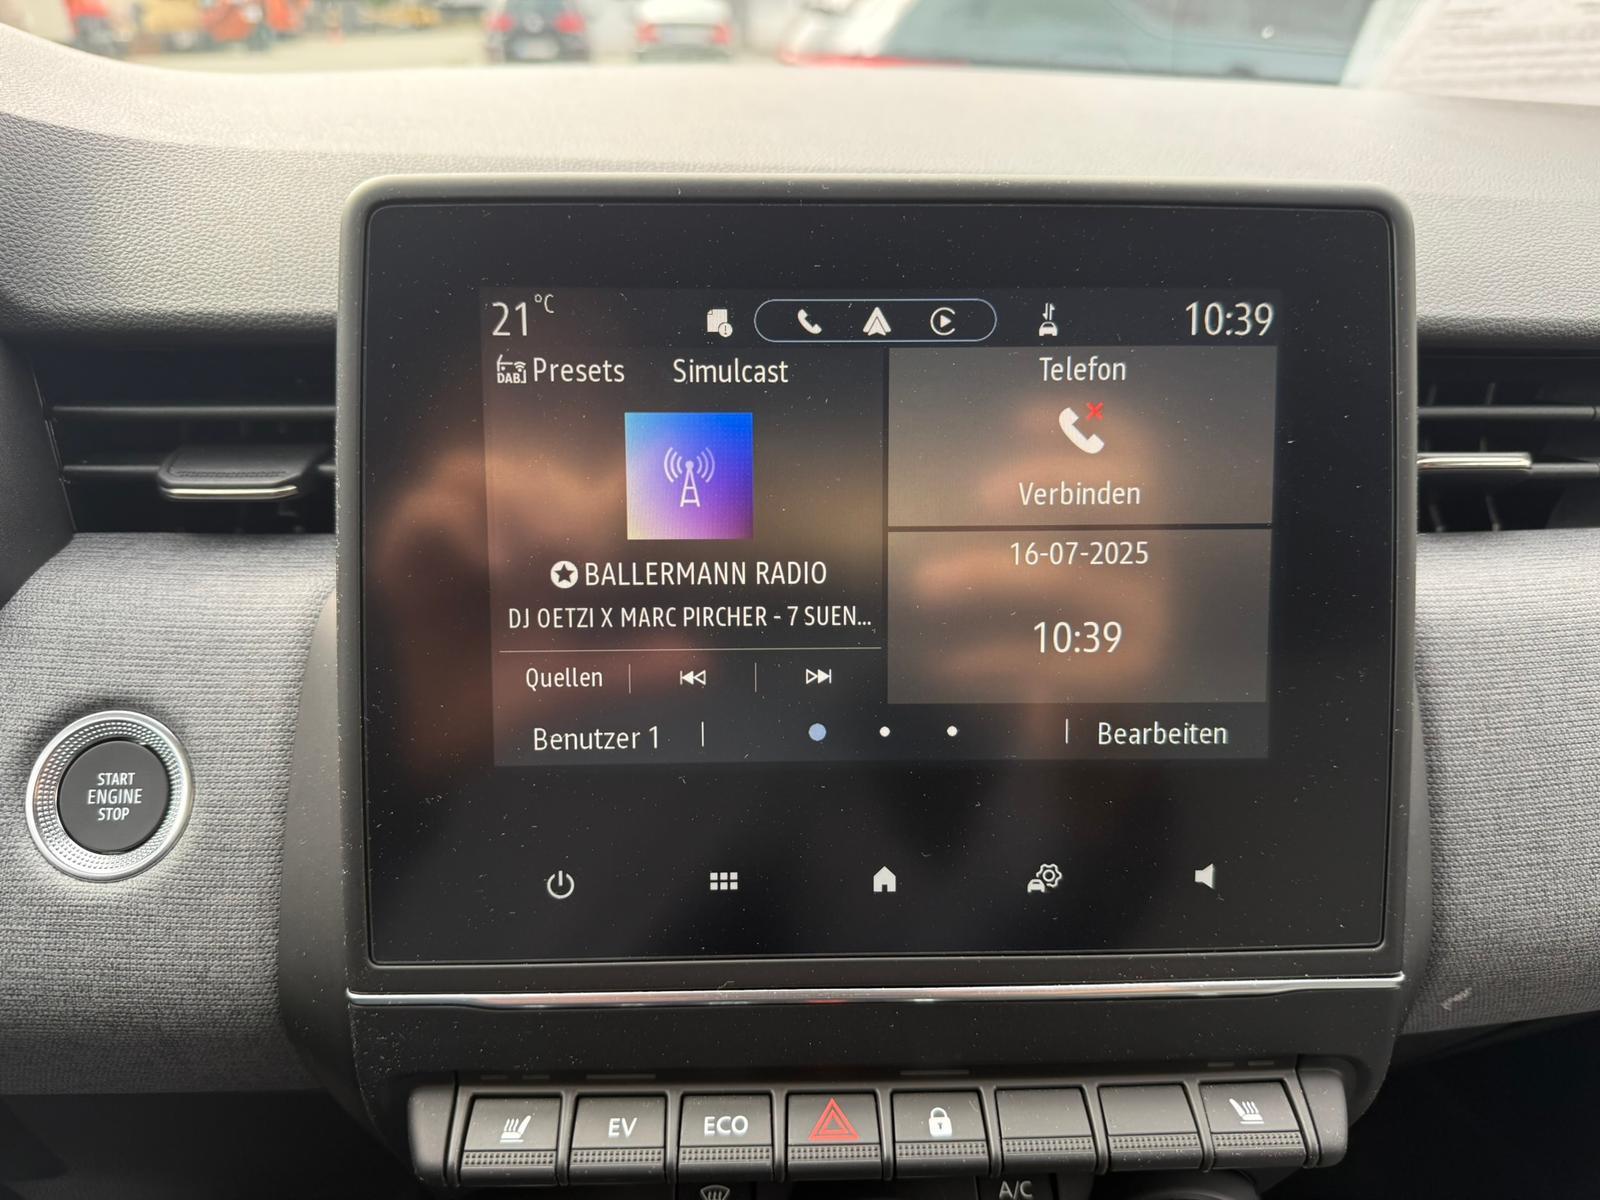 21 °C
10:39
DAB Presets Simulcast
Telefon
Verbinden
BALLERMANN RADIO
DJ OETZI X MARC PIRCHER - 7 SUEN...
16-07-2025
10:39
Quellen
Benutzer 1
Bearbeiten
START
ENGINE
STOP
EV
ECO
A/C